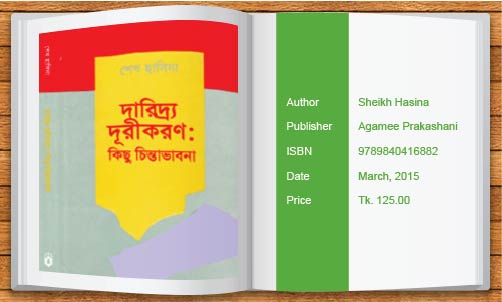 শেখ হাসিনা
দারিদ্র্য
দূরীকরণ:
কিছু চিন্তাভাবনা
Author Sheikh Hasina
Publisher Agamee Prakashani
ISBN 9789840416882
Date March, 2015
Price Tk. 125.00